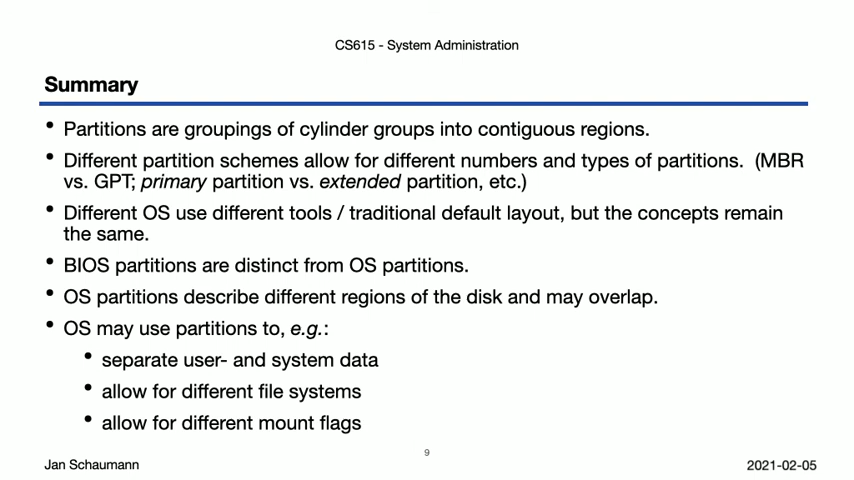 CS615 - System Administration
Summary
• Partitions are groupings of cylinder groups into contiguous regions.
• Different partition schemes allow for different numbers and types of partitions. (MBR
vs. GPT; primary partition vs. extended partition, etc.)
• Different OS use different tools / traditional default layout, but the concepts remain
the same.
• BIOS partitions are distinct from OS partitions.
• OS partitions describe different regions of the disk and may overlap.
• OS may use partitions to, e.g.:
• separate user- and system data
• allow for different file systems
• allow for different mount flags
9
Jan Schaumann
2021-02-05